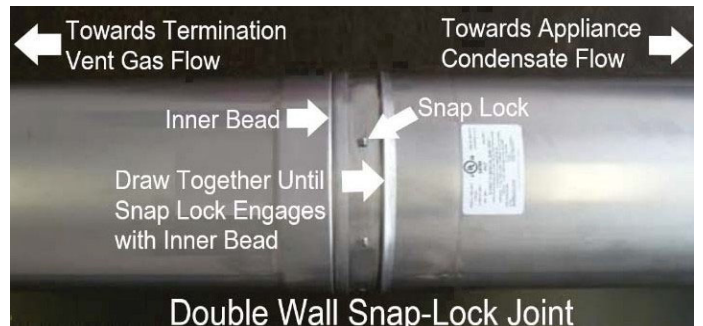 Towards Termination
Vent Gas Flow
Towards Appliance
Condensate Flow
Inner Bead
Snap Lock
Draw Together Until
Snap Lock Engages
with Inner Bead
Double Wall Snap-Lock Joint